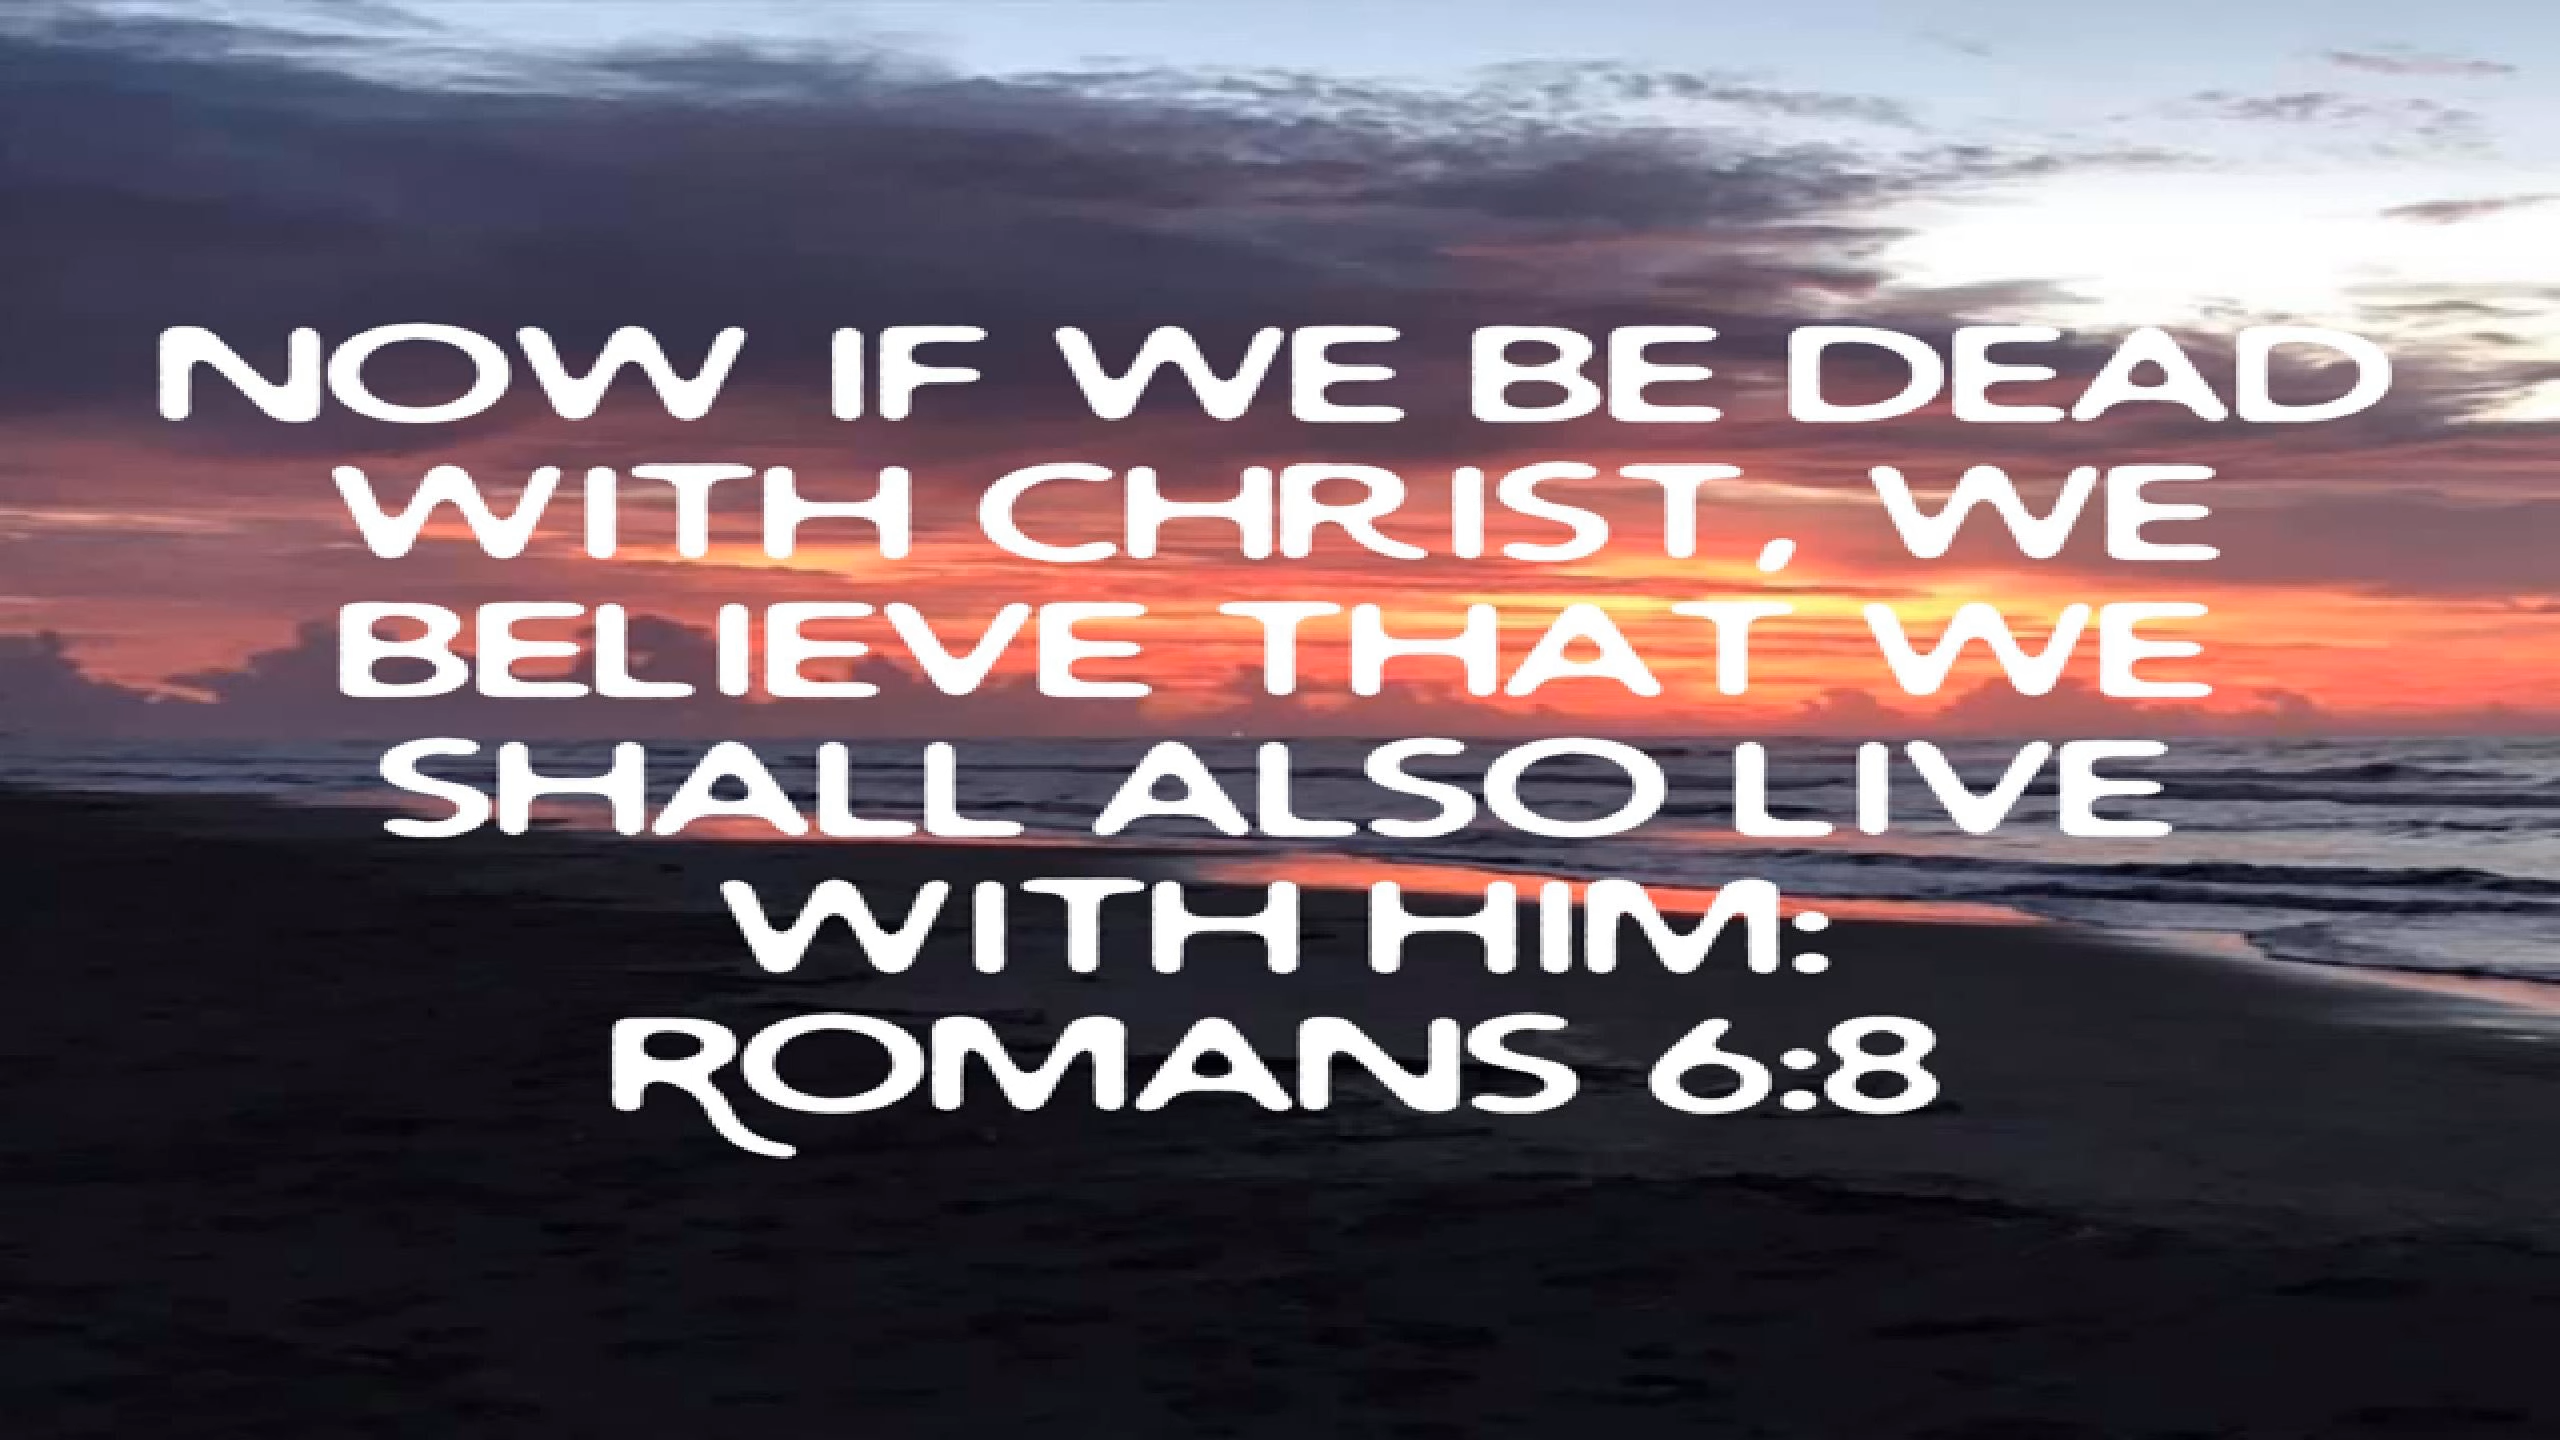 NOW IF WE BE DEAD
WITH CHRIST, WE
BELIEVE THAT WE
SHALL ALSO LIVE
WITH HIM:
ROMANS 6:8